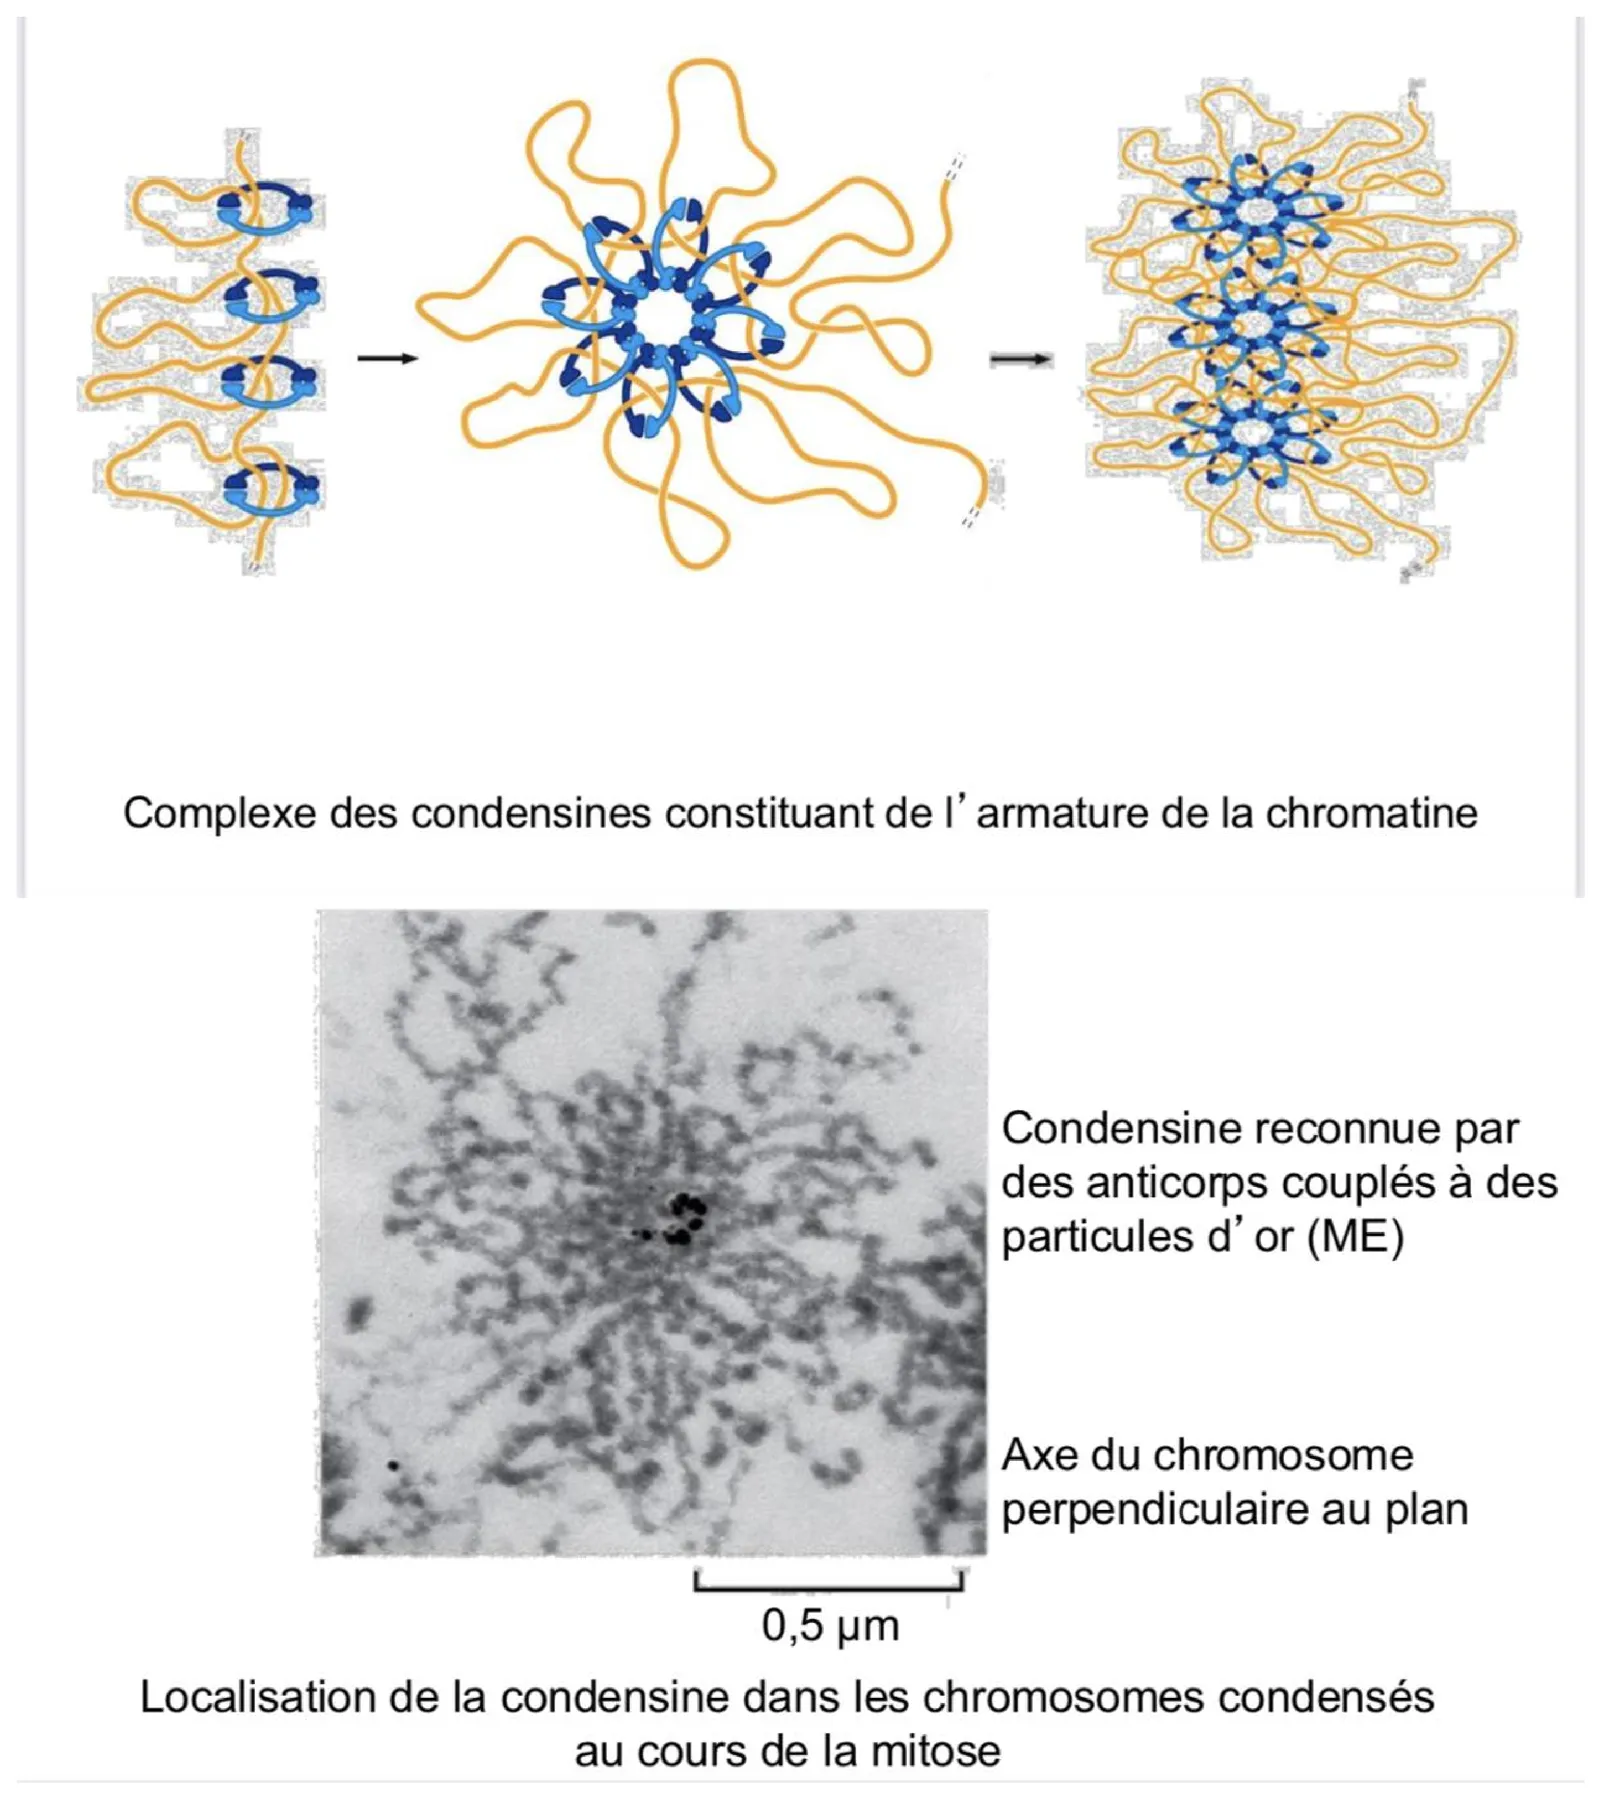 Complexe des condensines constituant de l’armature de la chromatine
Condensine reconnue par
des anticorps couplés à des
particules d’or (ME)
Axe du chromosome
perpendiculaire au plan
0,5 µm
Localisation de la condensine dans les chromosomes condensés
au cours de la mitose